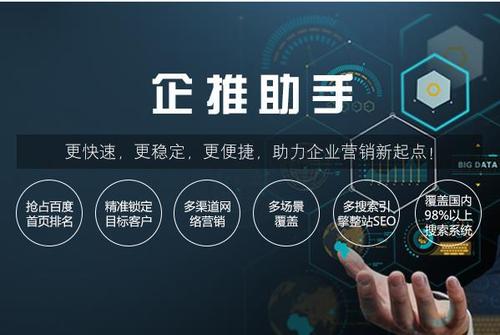 企推助手
更快速，更稳定，更便捷，助力企业营销新起点！
BIG DATA
抢占百度
首页排名
精准锁定
目标客户
多渠道网
络营销
多场景
覆盖
多搜索引
擎整站SEO
覆盖国内
98%以上
搜索系统